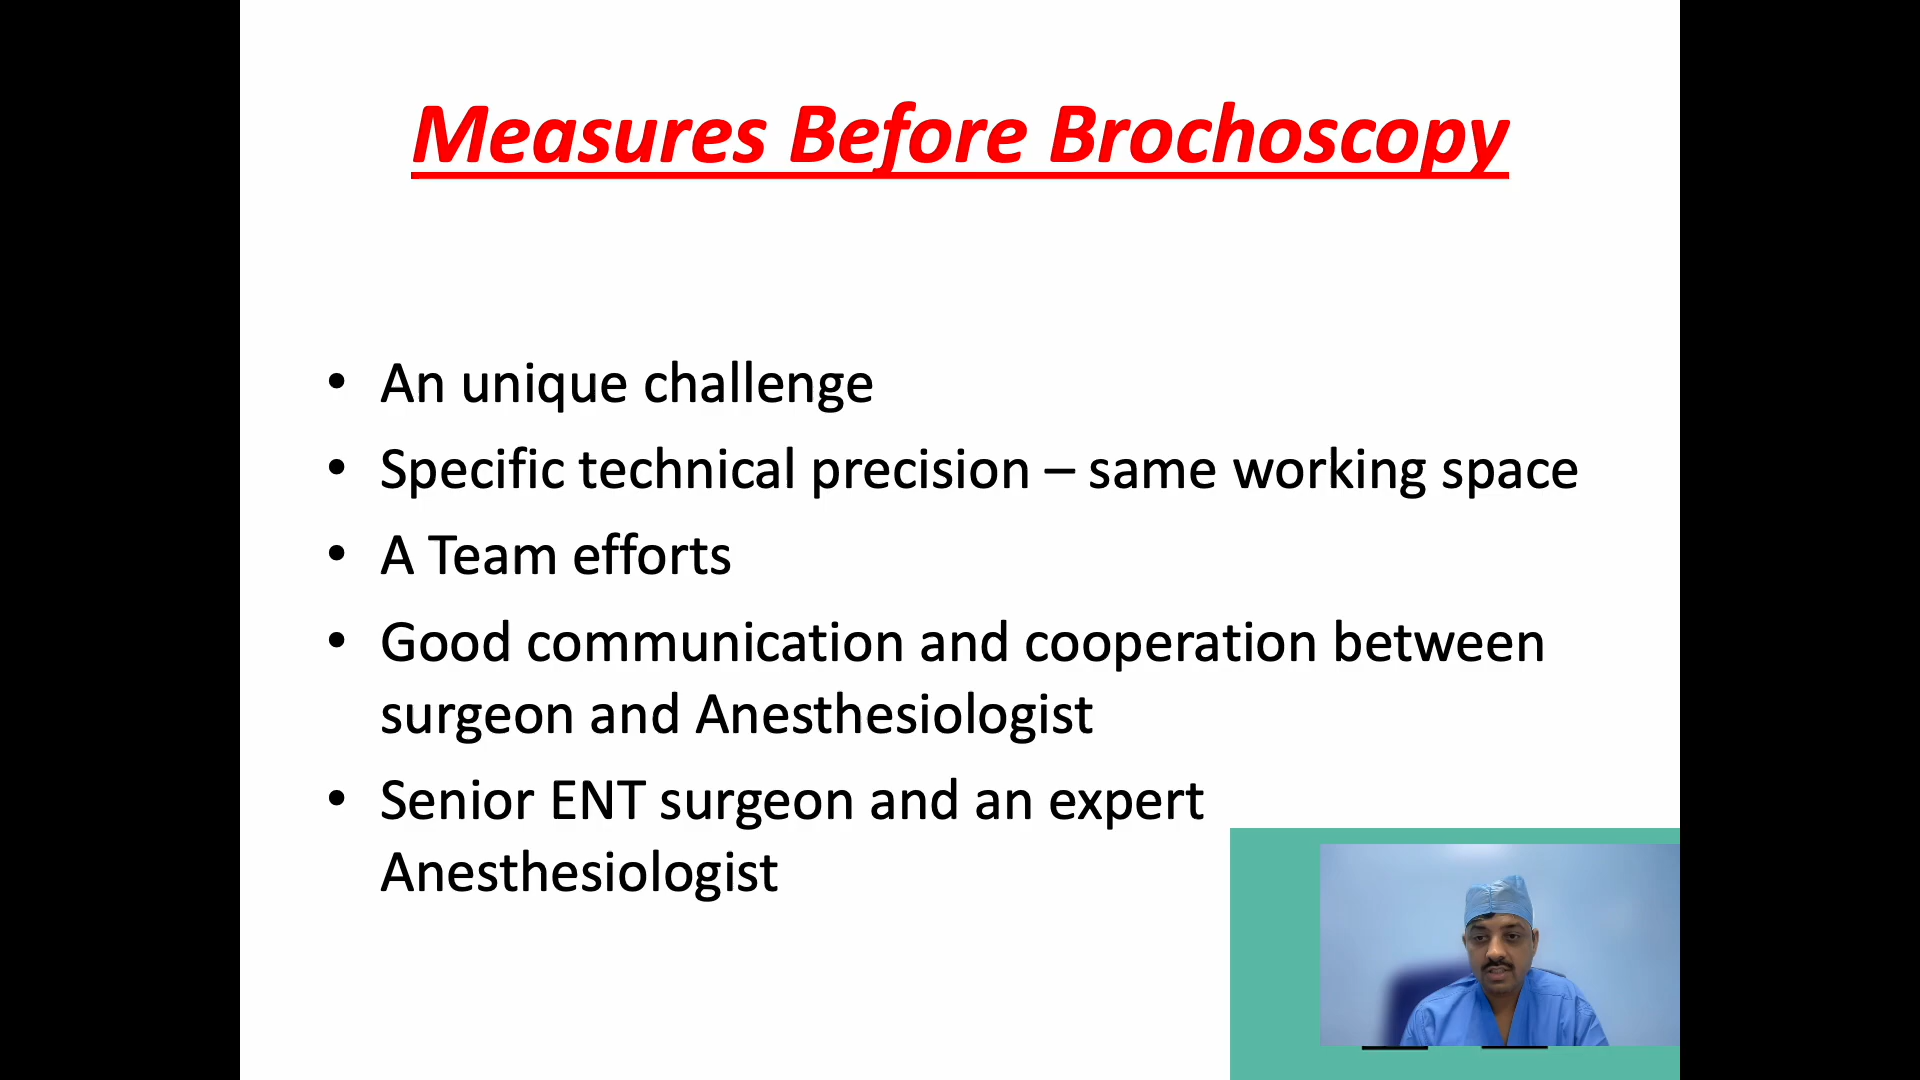 Measures Before Brochoscopy
• An unique challenge
• Specific technical precision – same working space
• A Team efforts
• Good communication and cooperation between
surgeon and Anesthesiologist
• Senior ENT surgeon and an expert
Anesthesiologist